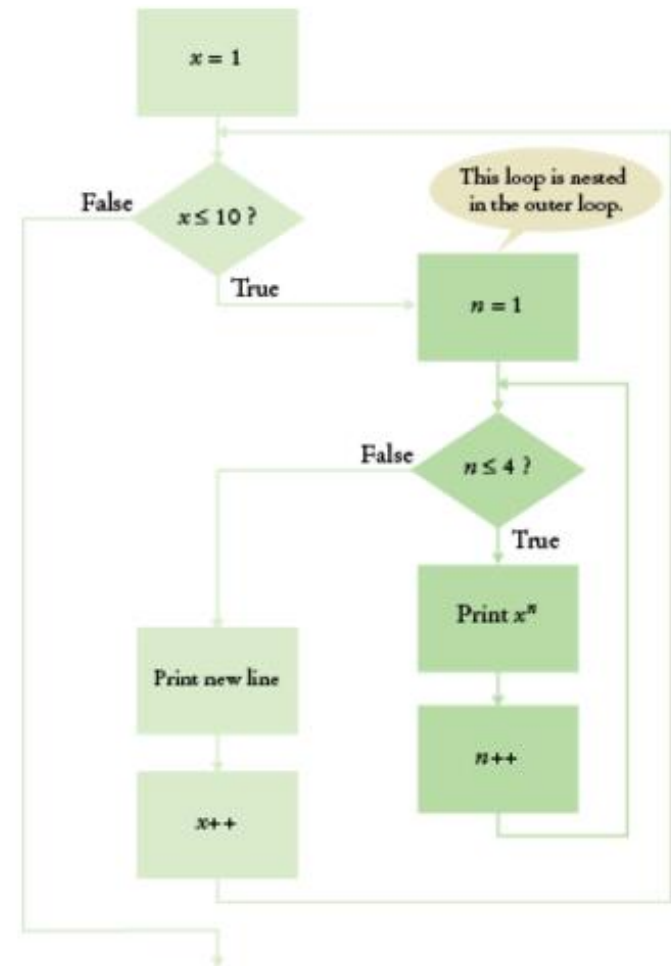 x = 1
False
x ≤ 10 ?
True
This loop is nested
in the outer loop.
n = 1
False
n ≤ 4 ?
True
Print xⁿ
n++
Print new line
x++